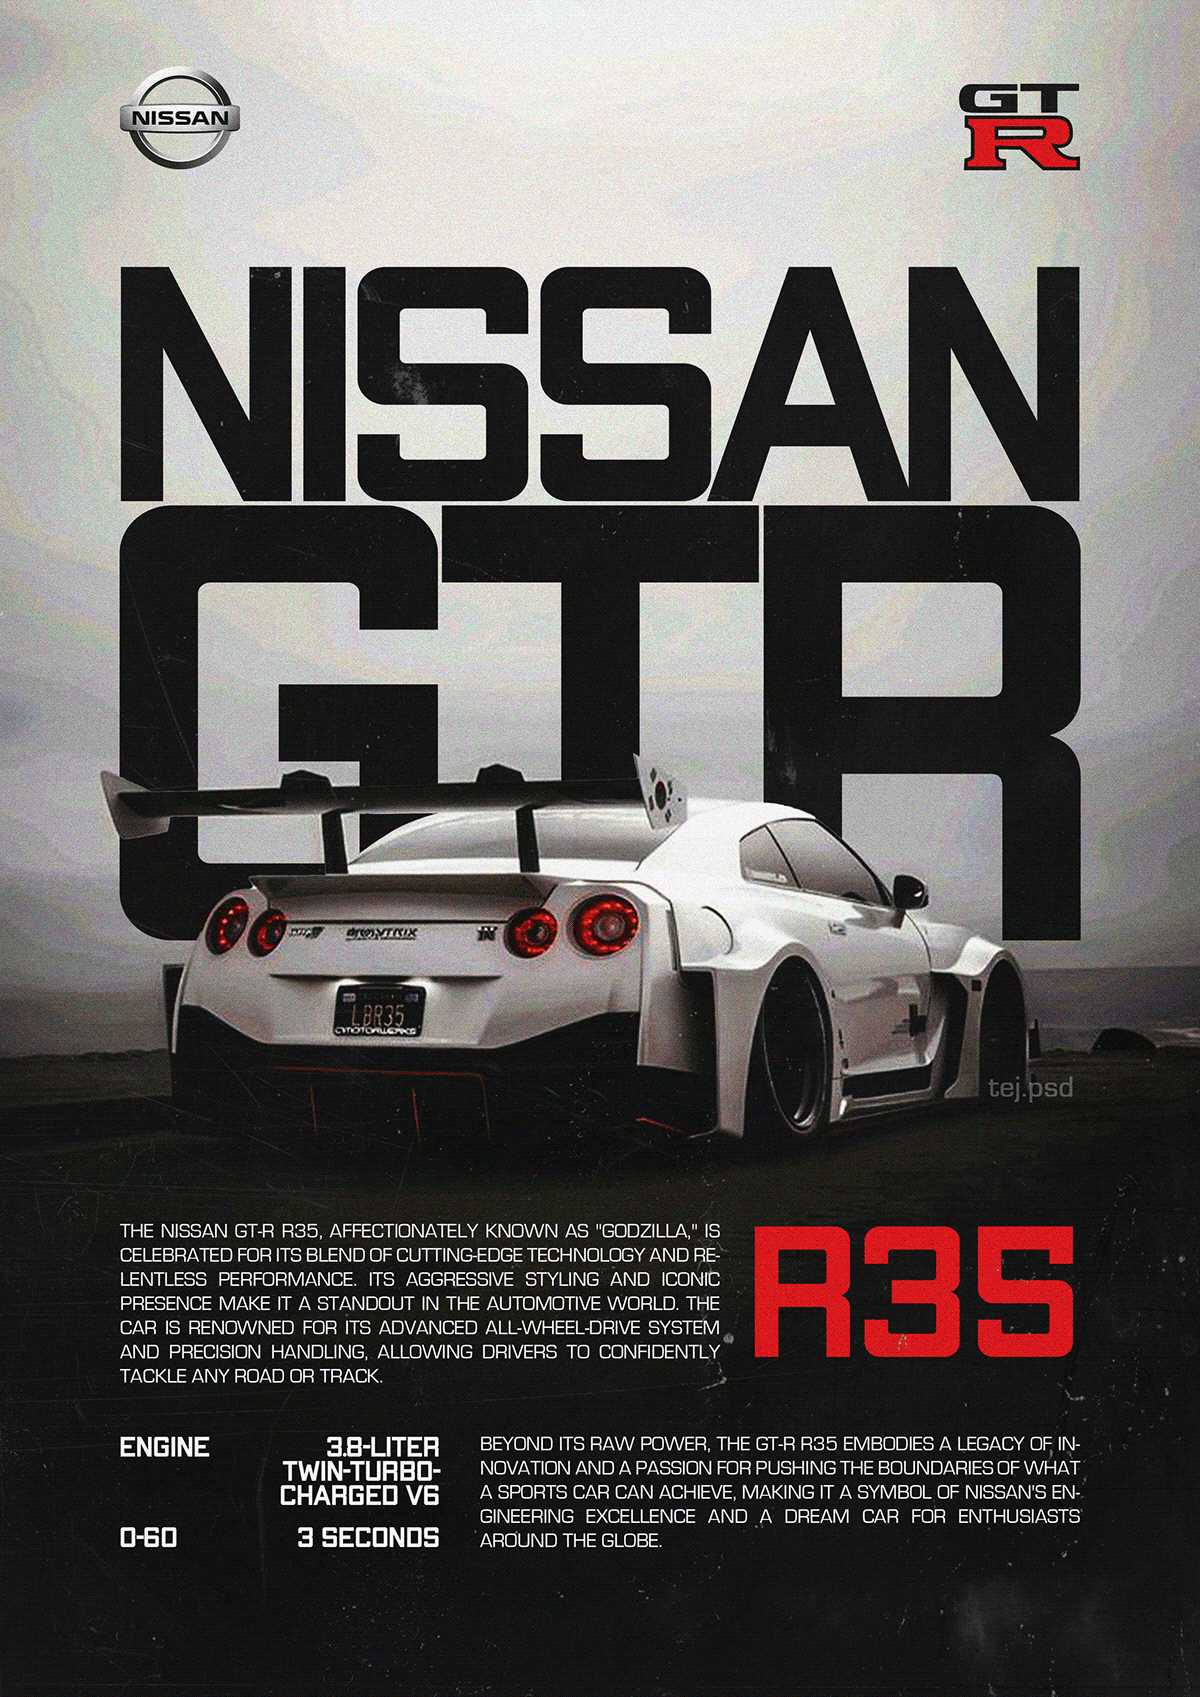 NISSAN
GT
R
NISSAN
GTR
LBR35
tej.psd
THE NISSAN GT-R R35, AFFECTIONATELY KNOWN AS "GODZILLA," IS
CELEBRATED FOR ITS BLEND OF CUTTING-EDGE TECHNOLOGY AND RE-
LENTLESS PERFORMANCE. ITS AGGRESSIVE STYLING AND ICONIC
PRESENCE MAKE IT A STANDOUT IN THE AUTOMOTIVE WORLD. THE
CAR IS RENOWNED FOR ITS ADVANCED ALL-WHEEL-DRIVE SYSTEM
AND PRECISION HANDLING, ALLOWING DRIVERS TO CONFIDENTLY
TACKLE ANY ROAD OR TRACK.
R35
ENGINE
3.8-LITER
TWIN-TURBO-
CHARGED V6
0-60
3 SECONDS
BEYOND ITS RAW POWER, THE GT-R R35 EMBODIES A LEGACY OF IN-
NOVATION AND A PASSION FOR PUSHING THE BOUNDARIES OF WHAT
A SPORTS CAR CAN ACHIEVE, MAKING IT A SYMBOL OF NISSAN'S EN-
GINEERING EXCELLENCE AND A DREAM CAR FOR ENTHUSIASTS
AROUND THE GLOBE.